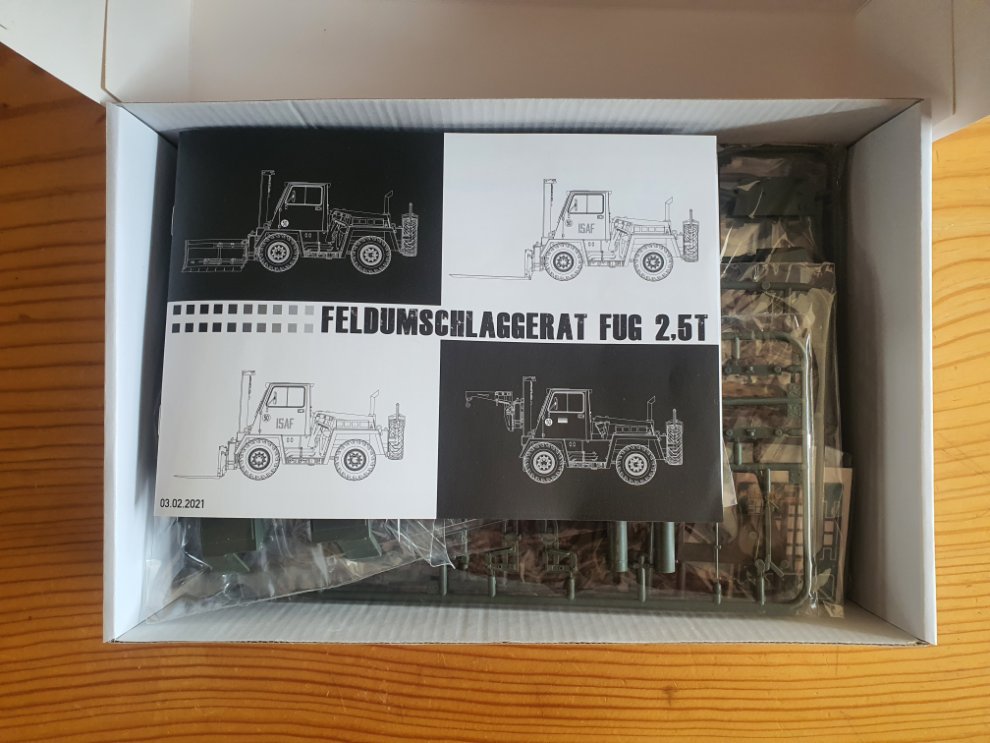 ISAF
FELDUMSCHLAGGERAT FUG 2,5T
ISAF
03.02.2021